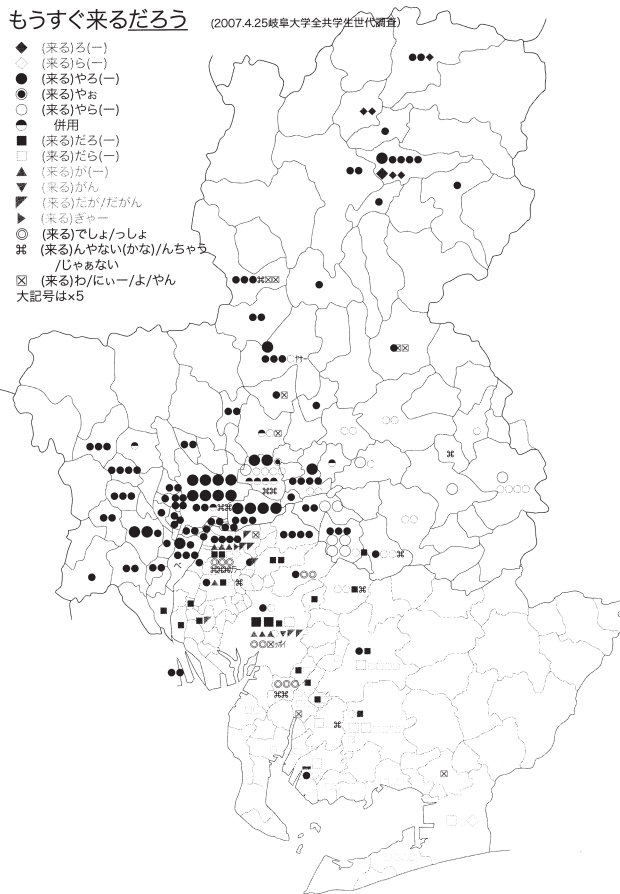 もうすぐ来るだろう (2007.4.25岐阜大学全共学生世代調査)
◆ (来る)ろ(ー)
◇ (来る)ら(ー)
● (来る)やろ(ー)
◉ (来る)やぉ
○ (来る)やら(ー)
◓ 併用
■ (来る)だろ(ー)
□ (来る)だら(ー)
▲ (来る)が(ー)
▼ (来る)がん
◤ (来る)だが/だがん
▶ (来る)ぎゃー
◎ (来る)でしょ/っしょ
⌘ (来る)んやない(かな)/んちゃう
/じゃぁない
☒ (来る)わ/にぃー/よ/やん
大記号は×5